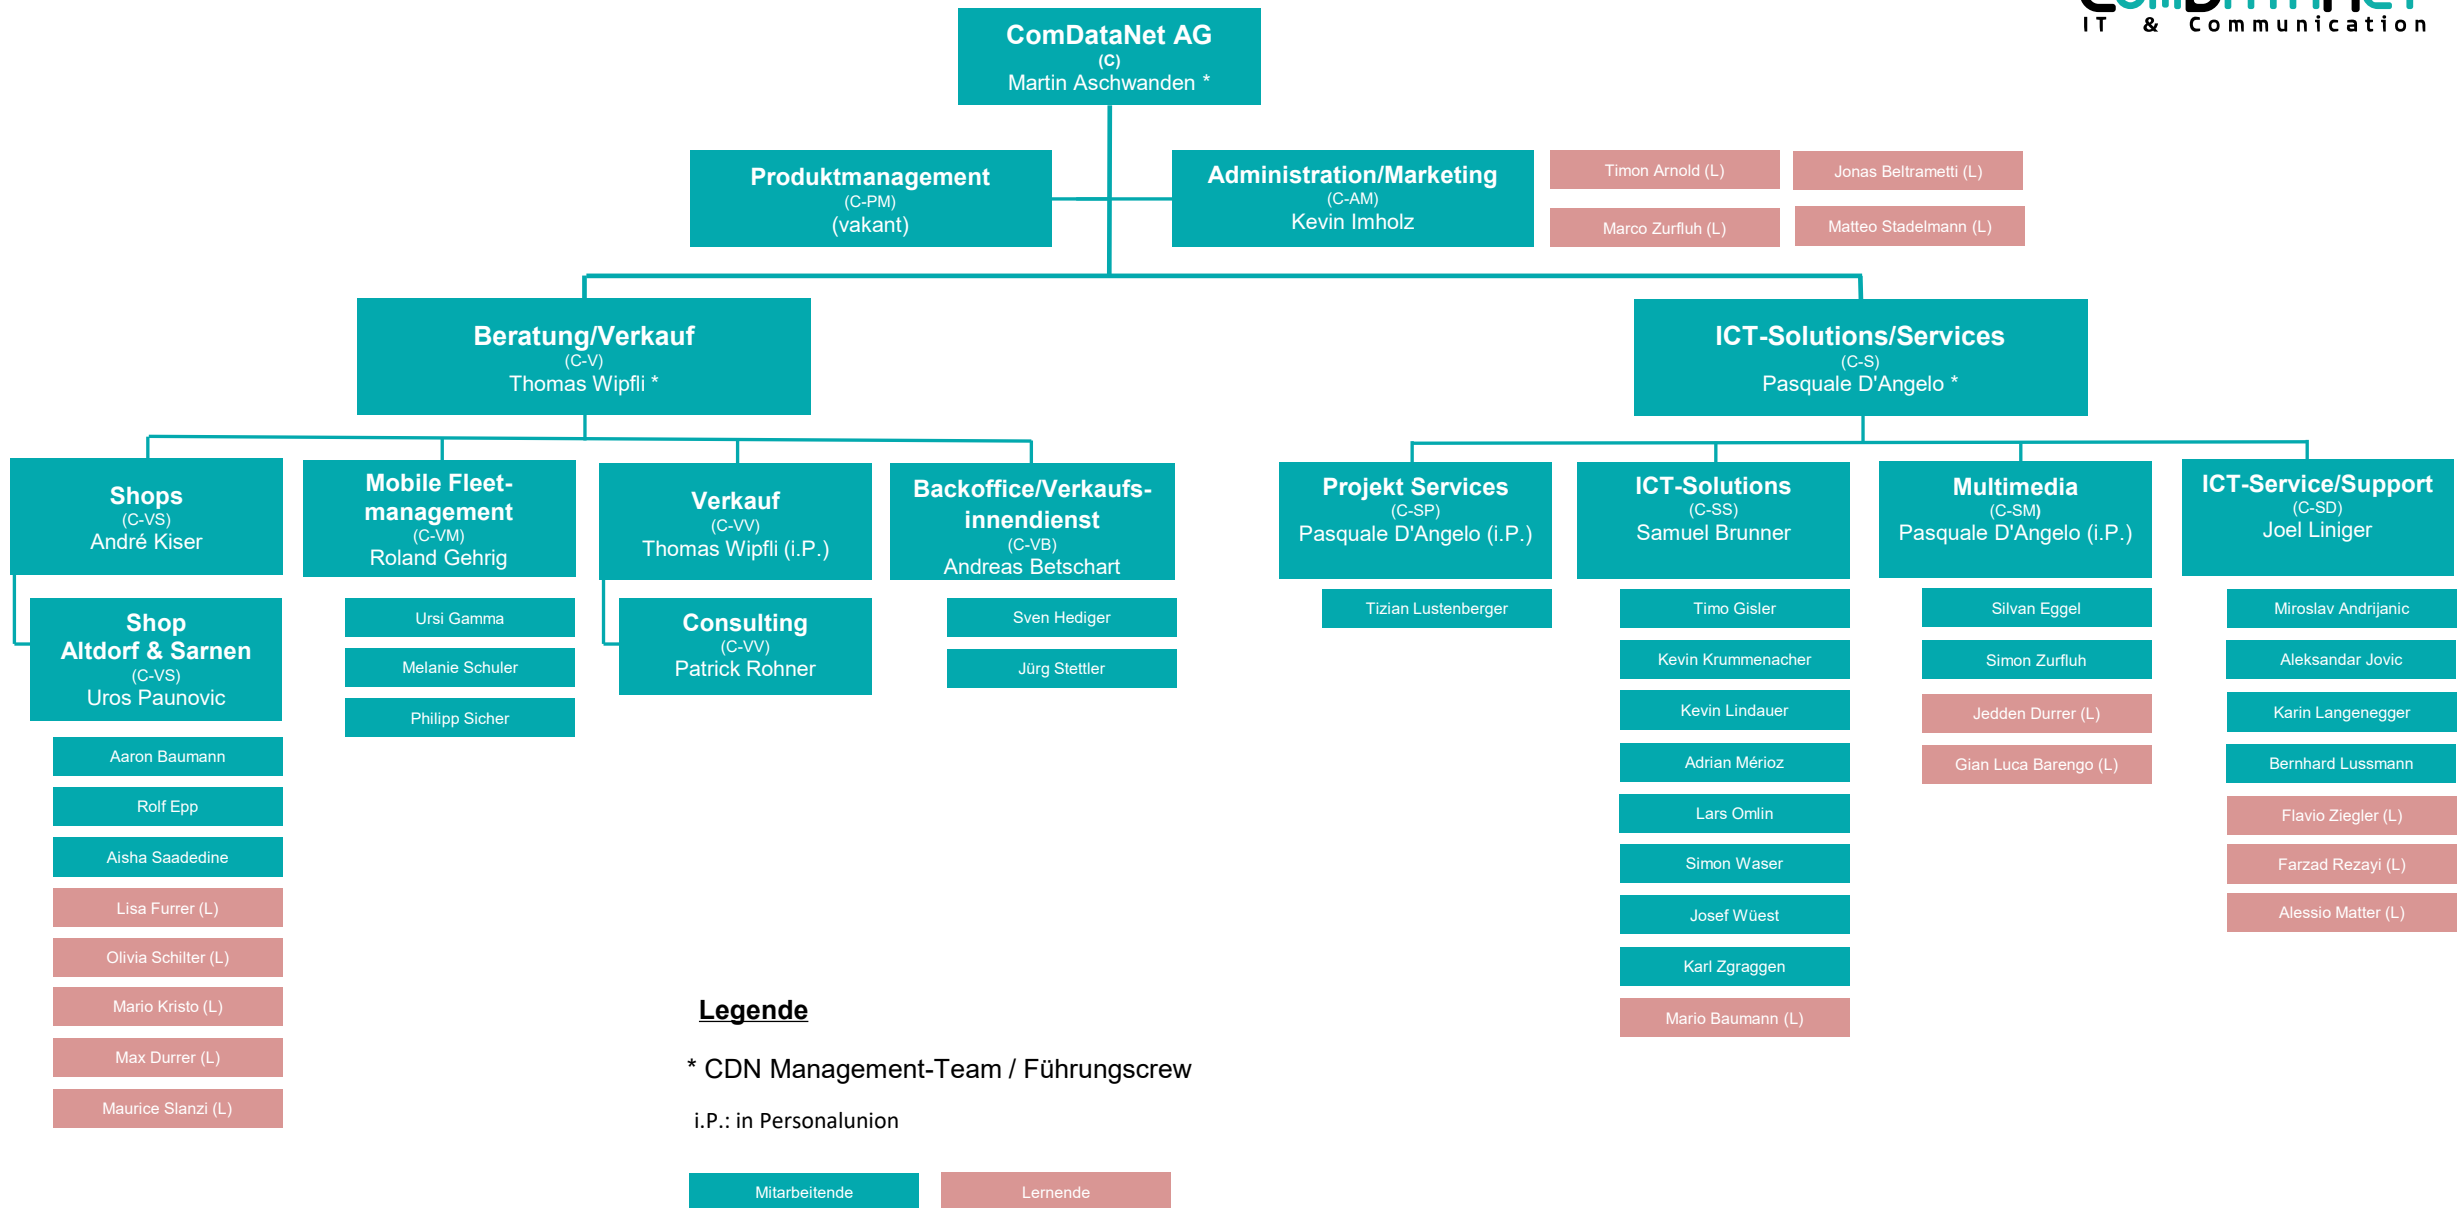 ComDataNet
IT & Communication
ComDataNet AG
(C)
Martin Aschwanden *
Produktmanagement
(C-PM)
(vakant)
Administration/Marketing
(C-AM)
Kevin Imholz
Timon Arnold (L)
Jonas Beltrametti (L)
Marco Zurfluh (L)
Matteo Stadelmann (L)
Beratung/Verkauf
(C-V)
Thomas Wipfli *
ICT-Solutions/Services
(C-S)
Pasquale D'Angelo *
Shops
(C-VS)
André Kiser
Shop
Altdorf & Sarnen
(C-VS)
Uros Paunovic
Aaron Baumann
Rolf Epp
Aisha Saadedine
Lisa Furrer (L)
Olivia Schilter (L)
Mario Kristo (L)
Max Durrer (L)
Maurice Slanzi (L)
Mobile Fleet-
management
(C-VM)
Roland Gehrig
Ursi Gamma
Melanie Schuler
Philipp Sicher
Verkauf
(C-VV)
Thomas Wipfli (i.P.)
Consulting
(C-VV)
Patrick Rohner
Backoffice/Verkaufs-
innendienst
(C-VB)
Andreas Betschart
Sven Hediger
Jürg Stettler
Projekt Services
(C-SP)
Pasquale D'Angelo (i.P.)
Tizian Lustenberger
ICT-Solutions
(C-SS)
Samuel Brunner
Timo Gisler
Kevin Krummenacher
Kevin Lindauer
Adrian Mérioz
Lars Omlin
Simon Waser
Josef Wüest
Karl Zgraggen
Mario Baumann (L)
Multimedia
(C-SM)
Pasquale D'Angelo (i.P.)
Silvan Eggel
Simon Zurfluh
Jedden Durrer (L)
Gian Luca Barengo (L)
ICT-Service/Support
(C-SD)
Joel Liniger
Miroslav Andrijanic
Aleksandar Jovic
Karin Langenegger
Bernhard Lussmann
Flavio Ziegler (L)
Farzad Rezayi (L)
Alessio Matter (L)
Legende
* CDN Management-Team / Führungscrew
i.P.: in Personalunion
Mitarbeitende
Lernende